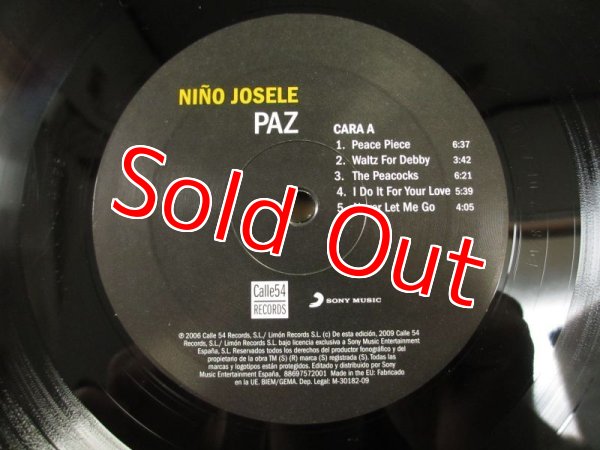 NIÑO JOSELE
PAZ
CARA A
1. Peace Piece 6:37
2. Waltz For Debby 3:42
3. The Peacocks 6:21
4. I Do It For Your Love 5:39
5. Let Me Go 4:05
Sold Out
Calle54
RECORDS
SONY MUSIC
℗ 2006 Calle 54 Records, S.L./ Limón Records S.L. (c) De esta edición, 2009 Calle 54
Records, S.L./ Limón Records S.L. bajo licencia exclusiva a Sony Music Entertainment
España, S.L. Reservados todos los derechos del productor fonográfico y del
propietario de la obra TM (S) (R) marca (s) registrada (S). Todas las
marcas y logotipos están protegidos. Editado y distribuido por Sony
Music Entertainment España, 88697572001 Made in the EU: Fabricado
en la UE. BIEM/GEMA. Dep. Legal: M-30182-09